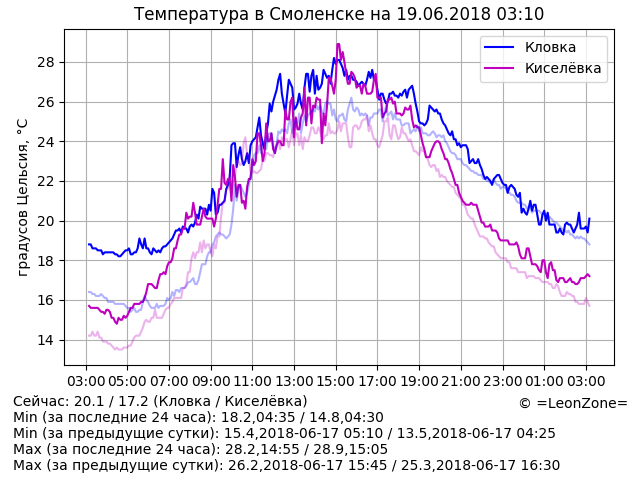 Температура в Смоленске на 19.06.2018 03:10
Кловка
Киселёвка
градусов Цельсия, °C
28
26
24
22
20
18
16
14
03:00 05:00 07:00 09:00 11:00 13:00 15:00 17:00 19:00 21:00 23:00 01:00 03:00
Сейчас: 20.1 / 17.2 (Кловка / Киселёвка)
© =LeonZone=
Min (за последние 24 часа): 18.2,04:35 / 14.8,04:30
Min (за предыдущие сутки): 15.4,2018-06-17 05:10 / 13.5,2018-06-17 04:25
Max (за последние 24 часа): 28.2,14:55 / 28.9,15:05
Max (за предыдущие сутки): 26.2,2018-06-17 15:45 / 25.3,2018-06-17 16:30